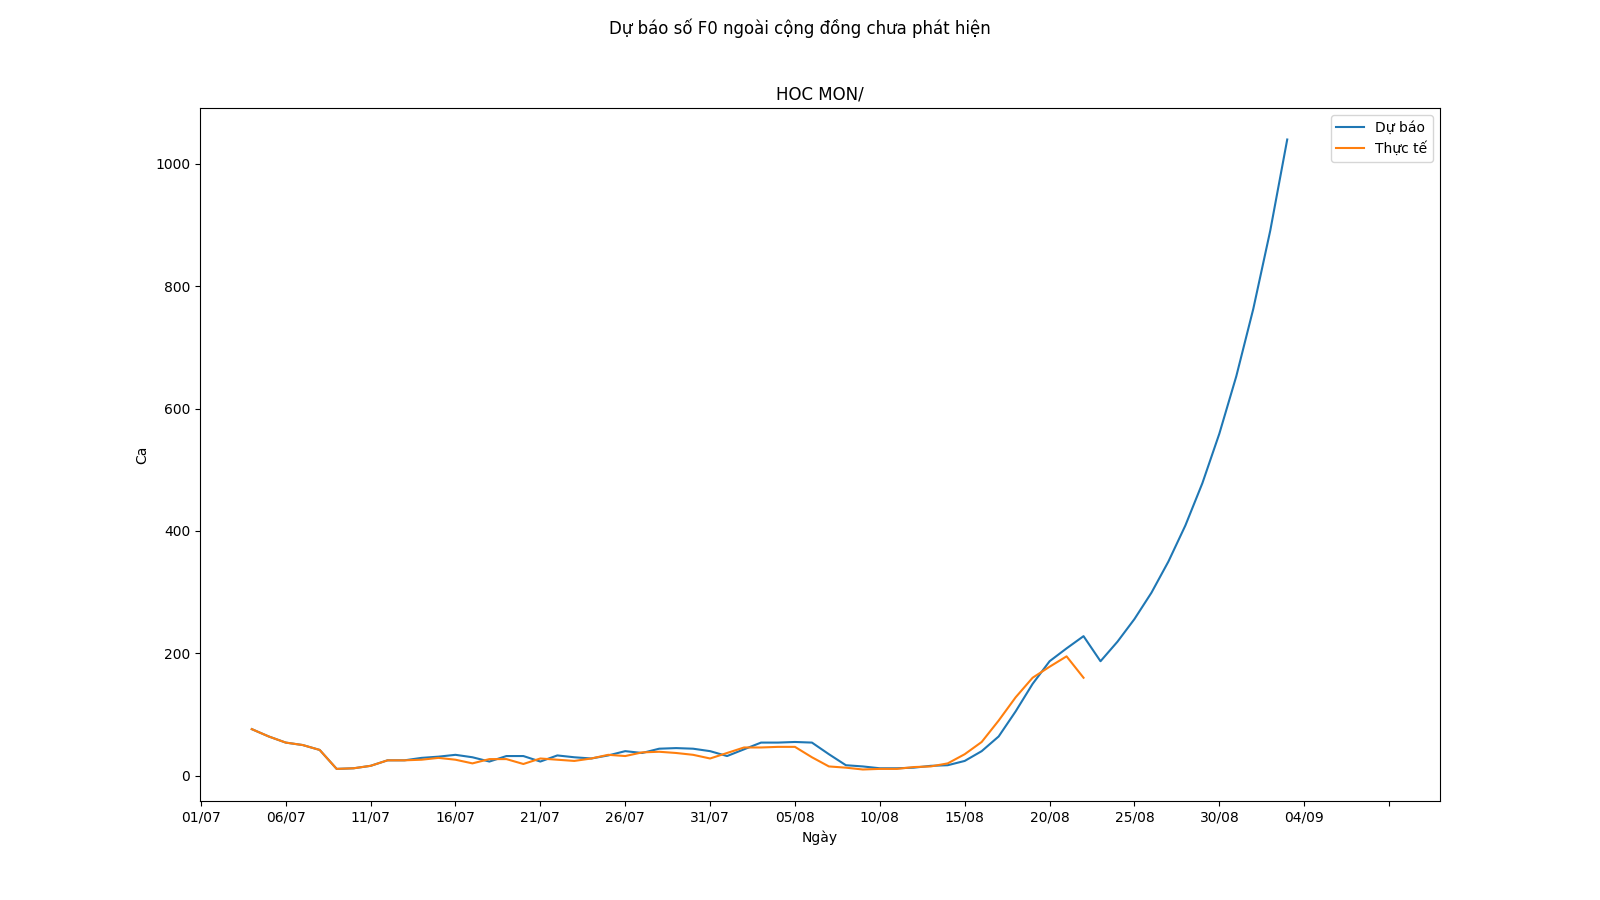 Dự báo số F0 ngoài cộng đồng chưa phát hiện
HOC MON/
Dự báo
Thực tế
1000
800
600
400
200
0
Ca
01/07 06/07 11/07 16/07 21/07 26/07 31/07 05/08 10/08 15/08 20/08 25/08 30/08 04/09
Ngày